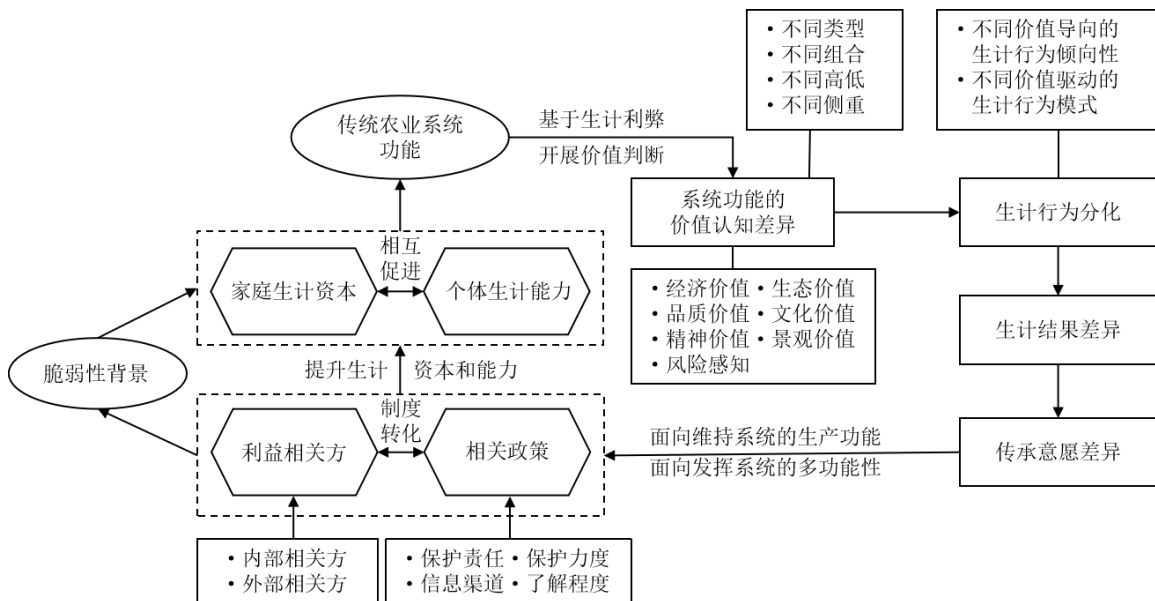 • 不同类型
• 不同组合
• 不同高低
• 不同侧重
• 不同价值导向的
生计行为倾向性
• 不同价值驱动的
生计行为模式
传统农业系统
功能
基于生计利弊
开展价值判断
系统功能的
价值认知差异
生计行为分化
相互
促进
家庭生计资本
个体生计能力
• 经济价值 • 生态价值
• 品质价值 • 文化价值
• 精神价值 • 景观价值
• 风险感知
生计结果差异
脆弱性背景
提升生计 资本和能力
制度
转化
利益相关方
相关政策
面向维持系统的生产功能
面向发挥系统的多功能性
传承意愿差异
• 内部相关方
• 外部相关方
• 保护责任 • 保护力度
• 信息渠道 • 了解程度